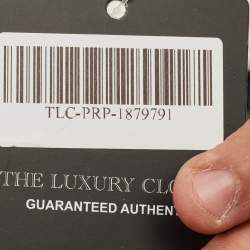 TLC-PRP-1879791
THE LUXURY CLO
GUARANTEED AUTHENT